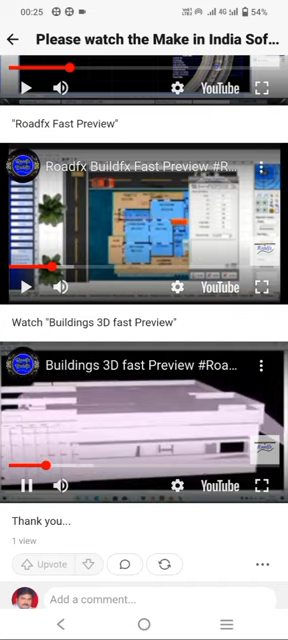 00:25
4G
54%
Please watch the Make in India Sof...
YouTube
"Roadfx Fast Preview"
Roadfx Buildfx Fast Preview #R...
YouTube
Watch "Buildings 3D fast Preview"
Buildings 3D fast Preview #Roa...
YouTube
Thank you...
1 view
Upvote
Add a comment...